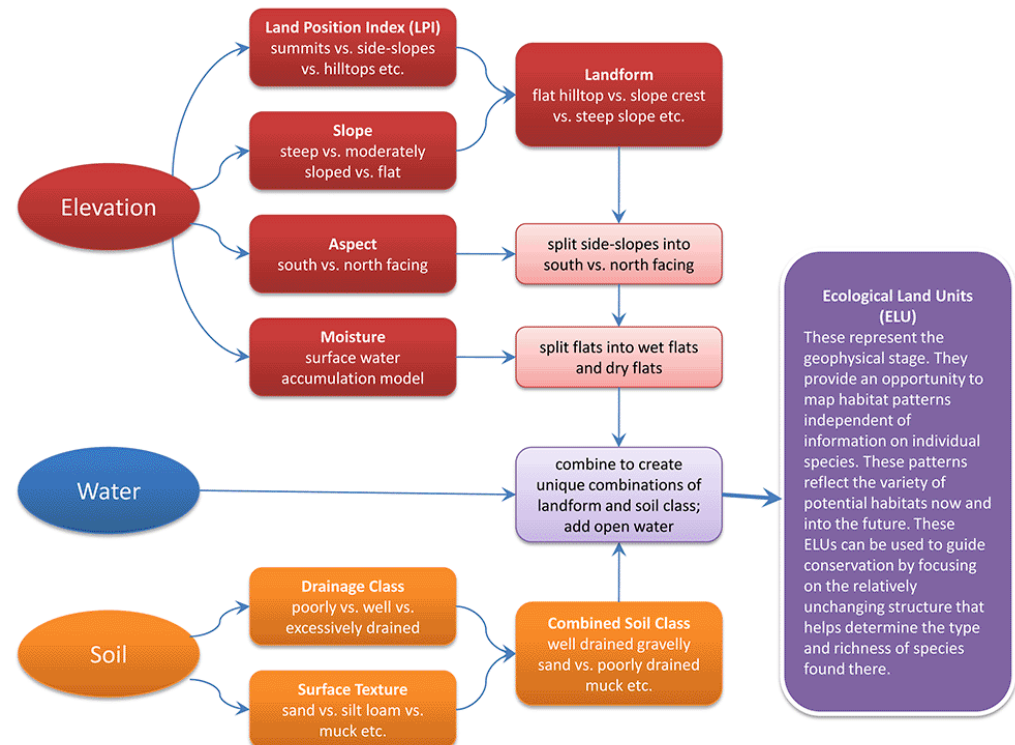 Land Position Index (LPI)
summits vs. side-slopes
vs. hilltops etc.
Landform
flat hilltop vs. slope crest
vs. steep slope etc.
Slope
steep vs. moderately
sloped vs. flat
Elevation
Aspect
south vs. north facing
split side-slopes into
south vs. north facing
Moisture
surface water
accumulation model
split flats into wet flats
and dry flats
Water
combine to create
unique combinations of
landform and soil class;
add open water
Ecological Land Units
(ELU)
These represent the
geophysical stage. They
provide an opportunity to
map habitat patterns
independent of
information on individual
species. These patterns
reflect the variety of
potential habitats now and
into the future. These
ELUs can be used to guide
conservation by focusing
on the relatively
unchanging structure that
helps determine the type
and richness of species
found there.
Drainage Class
poorly vs. well vs.
excessively drained
Soil
Combined Soil Class
well drained gravelly
sand vs. poorly drained
muck etc.
Surface Texture
sand vs. silt loam vs.
muck etc.